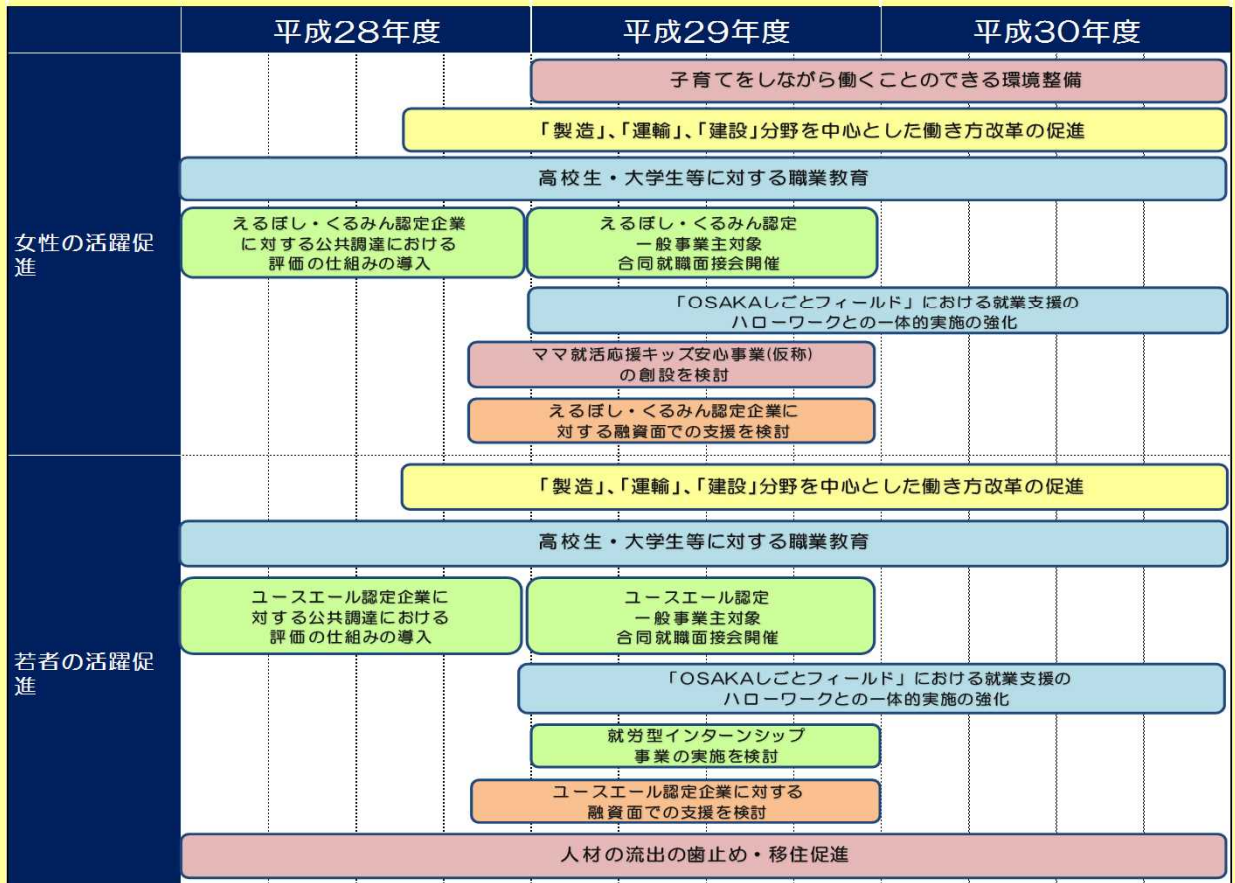 平成28年度
平成29年度
平成30年度
女性の活躍促
進
子育てをしながら働くことのできる環境整備
「製造」、「運輸」、「建設」分野を中心とした働き方改革の促進
高校生・大学生等に対する職業教育
えるぼし・くるみん認定企業
に対する公共調達における
評価の仕組みの導入
えるぼし・くるみん認定
一般事業主対象
合同就職面接会開催
「OSAKAしごとフィールド」における就業支援の
ハローワークとの一体的実施の強化
ママ就活応援キッズ安心事業(仮称)
の創設を検討
えるぼし・くるみん認定企業に
対する融資面での支援を検討
若者の活躍促
進
「製造」、「運輸」、「建設」分野を中心とした働き方改革の促進
高校生・大学生等に対する職業教育
ユースエール認定企業に
対する公共調達における
評価の仕組みの導入
ユースエール認定
一般事業主対象
合同就職面接会開催
「OSAKAしごとフィールド」における就業支援の
ハローワークとの一体的実施の強化
就労型インターンシップ
事業の実施を検討
ユースエール認定企業に対する
融資面での支援を検討
人材の流出の歯止め・移住促進